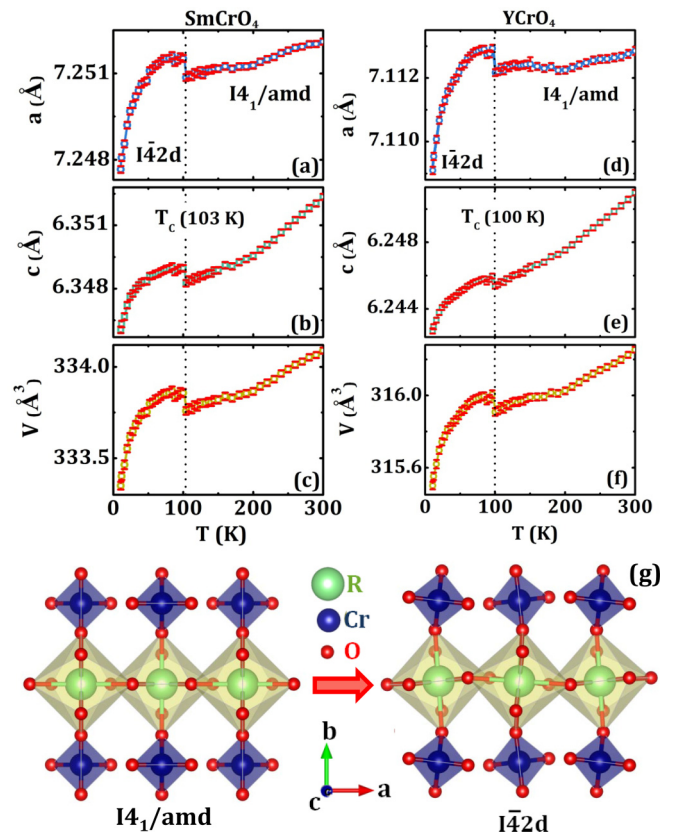 SmCrO₄ YCrO₄
7.251
7.248
a (Å)
I4̄2d
I4₁/amd
(a)
7.112
7.110
a (Å)
I4̄2d
I4₁/amd
(d)
6.351
6.348
c (Å)
T_C (103 K)
(b)
6.248
6.244
c (Å)
T_C (100 K)
(e)
334.0
333.5
V (Å³)
(c)
316.0
315.6
V (Å³)
(f)
0 100 200 300 0 100 200 300
T (K) T (K)
(g)
R
Cr
O
b
c
a
I4₁/amd I4̄2d